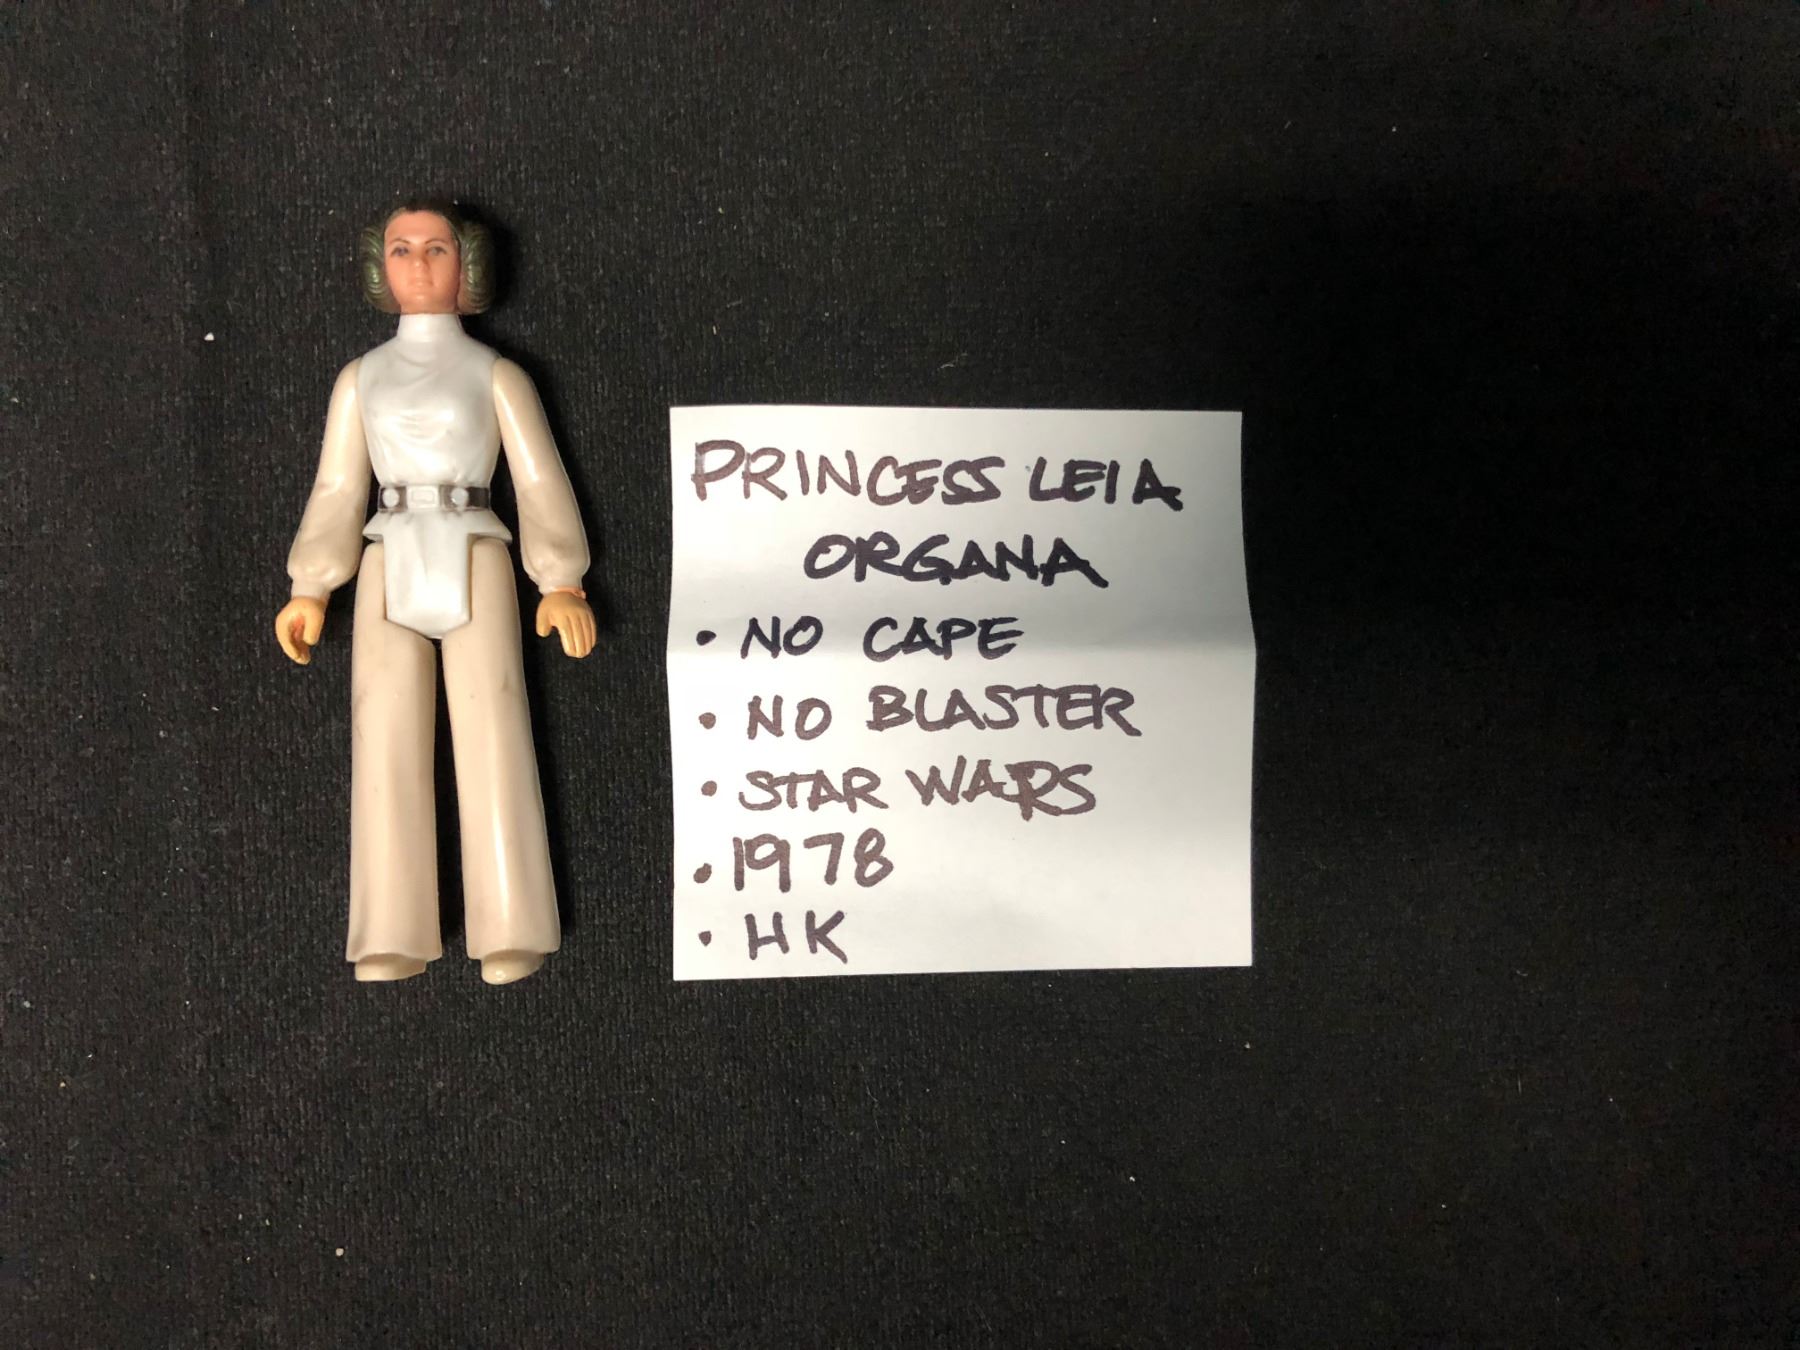 PRINCESS LEIA
ORGANA
• NO CAPE
• NO BLASTER
• STAR WARS
• 1978
• HK